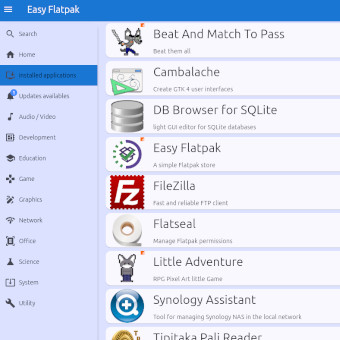 Easy Flatpak
Search
Home
Installed applications
Updates availables
Audio / Video
Development
Education
Game
Graphics
Network
Office
Science
System
Utility
Beat And Match To Pass
Beat them all
Cambalache
Create GTK 4 user interfaces
DB Browser for SQLite
light GUI editor for SQLite databases
Easy Flatpak
A simple Flatpak store
FileZilla
Fast and reliable FTP client
Flatseal
Manage Flatpak permissions
Little Adventure
RPG Pixel Art little Game
Synology Assistant
Tool for managing Synology NAS in the local network
Tipitaka Pali Reader